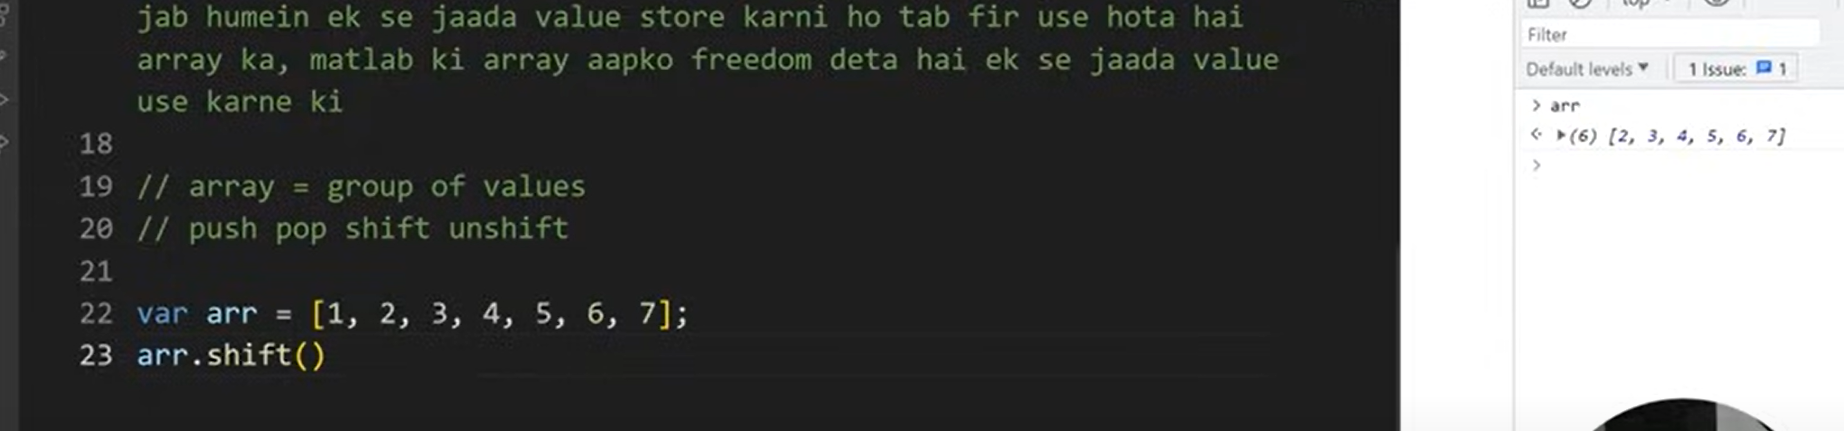 jab humein ek se jaada value store karni ho tab fir use hota hai
array ka, matlab ki array aapko freedom deta hai ek se jaada value
use karne ki
18
19 // array = group of values
20 // push pop shift unshift
21
22 var arr = [1, 2, 3, 4, 5, 6, 7];
23 arr.shift()
top
Filter
Default levels ▼ 1 Issue: 1
> arr
<· ▶(6) [2, 3, 4, 5, 6, 7]
>